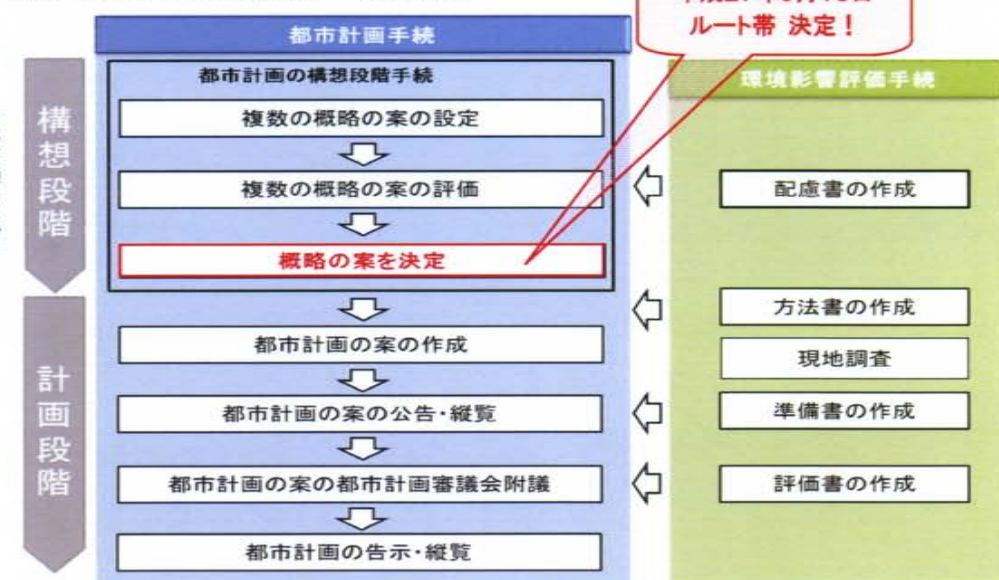 ルート帯 決定！
都市計画手続
環境影響評価手続
構想段階
都市計画の構想段階手続
複数の概略の案の設定
複数の概略の案の評価
配慮書の作成
概略の案を決定
計画段階
方法書の作成
都市計画の案の作成
現地調査
都市計画の案の公告・縦覧
準備書の作成
都市計画の案の都市計画審議会附議
評価書の作成
都市計画の告示・縦覧